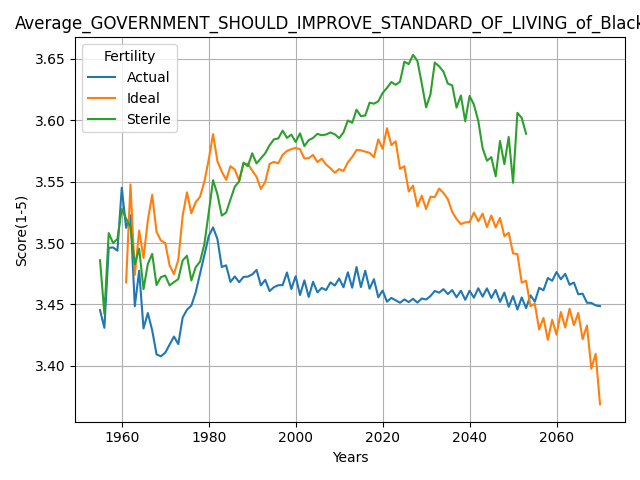 Average_GOVERNMENT_SHOULD_IMPROVE_STANDARD_OF_LIVING_of_Black
Fertility
Actual
Ideal
Sterile
Score(1-5)
3.65
3.60
3.55
3.50
3.45
3.40
1960 1980 2000 2020 2040 2060
Years